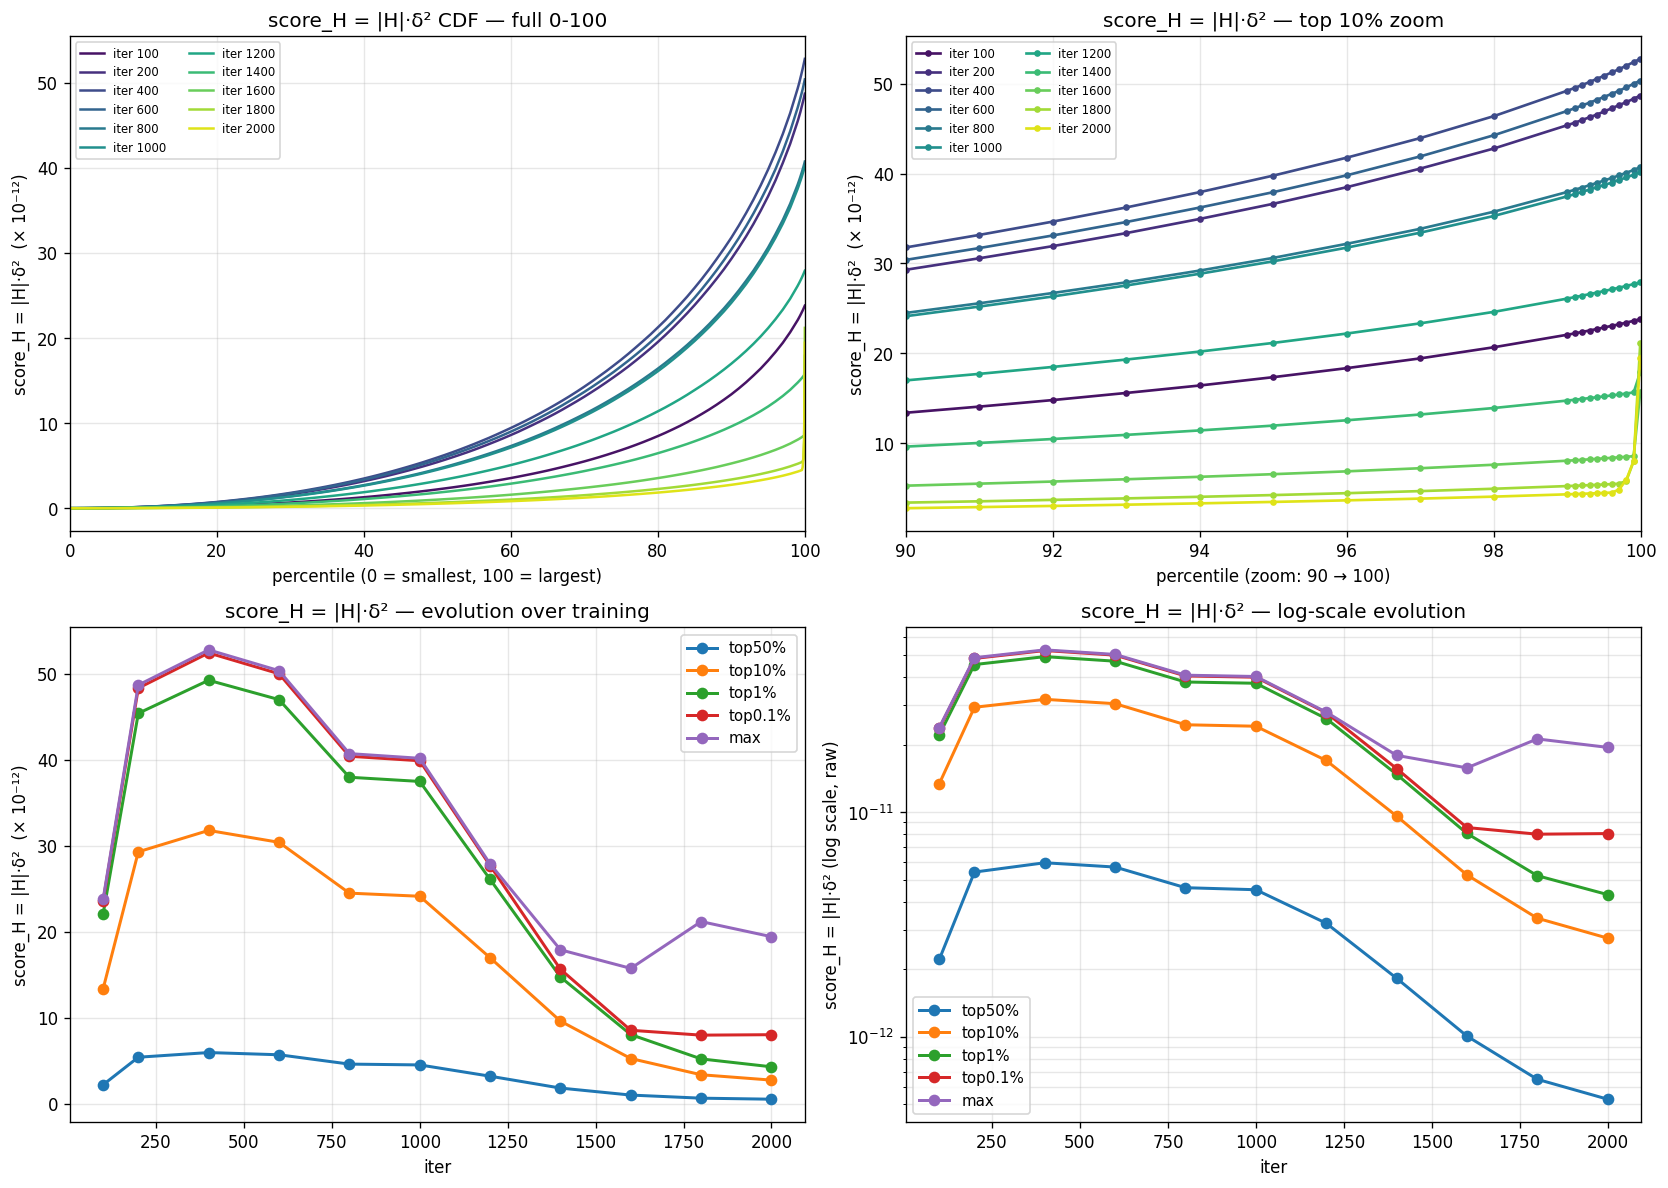 score_H = |H|·δ² CDF — full 0-100
score_H = |H|·δ² (× 10⁻¹²)
50
40
30
20
10
0
iter 100
iter 200
iter 400
iter 600
iter 800
iter 1000
iter 1200
iter 1400
iter 1600
iter 1800
iter 2000
0 20 40 60 80 100
percentile (0 = smallest, 100 = largest)
score_H = |H|·δ² — top 10% zoom
score_H = |H|·δ² (× 10⁻¹²)
50
40
30
20
10
iter 100
iter 200
iter 400
iter 600
iter 800
iter 1000
iter 1200
iter 1400
iter 1600
iter 1800
iter 2000
90 92 94 96 98 100
percentile (zoom: 90 → 100)
score_H = |H|·δ² — evolution over training
score_H = |H|·δ² (× 10⁻¹²)
50
40
30
20
10
0
top50%
top10%
top1%
top0.1%
max
250 500 750 1000 1250 1500 1750 2000
iter
score_H = |H|·δ² — log-scale evolution
score_H = |H|·δ² (log scale, raw)
10⁻¹¹
10⁻¹²
top50%
top10%
top1%
top0.1%
max
250 500 750 1000 1250 1500 1750 2000
iter